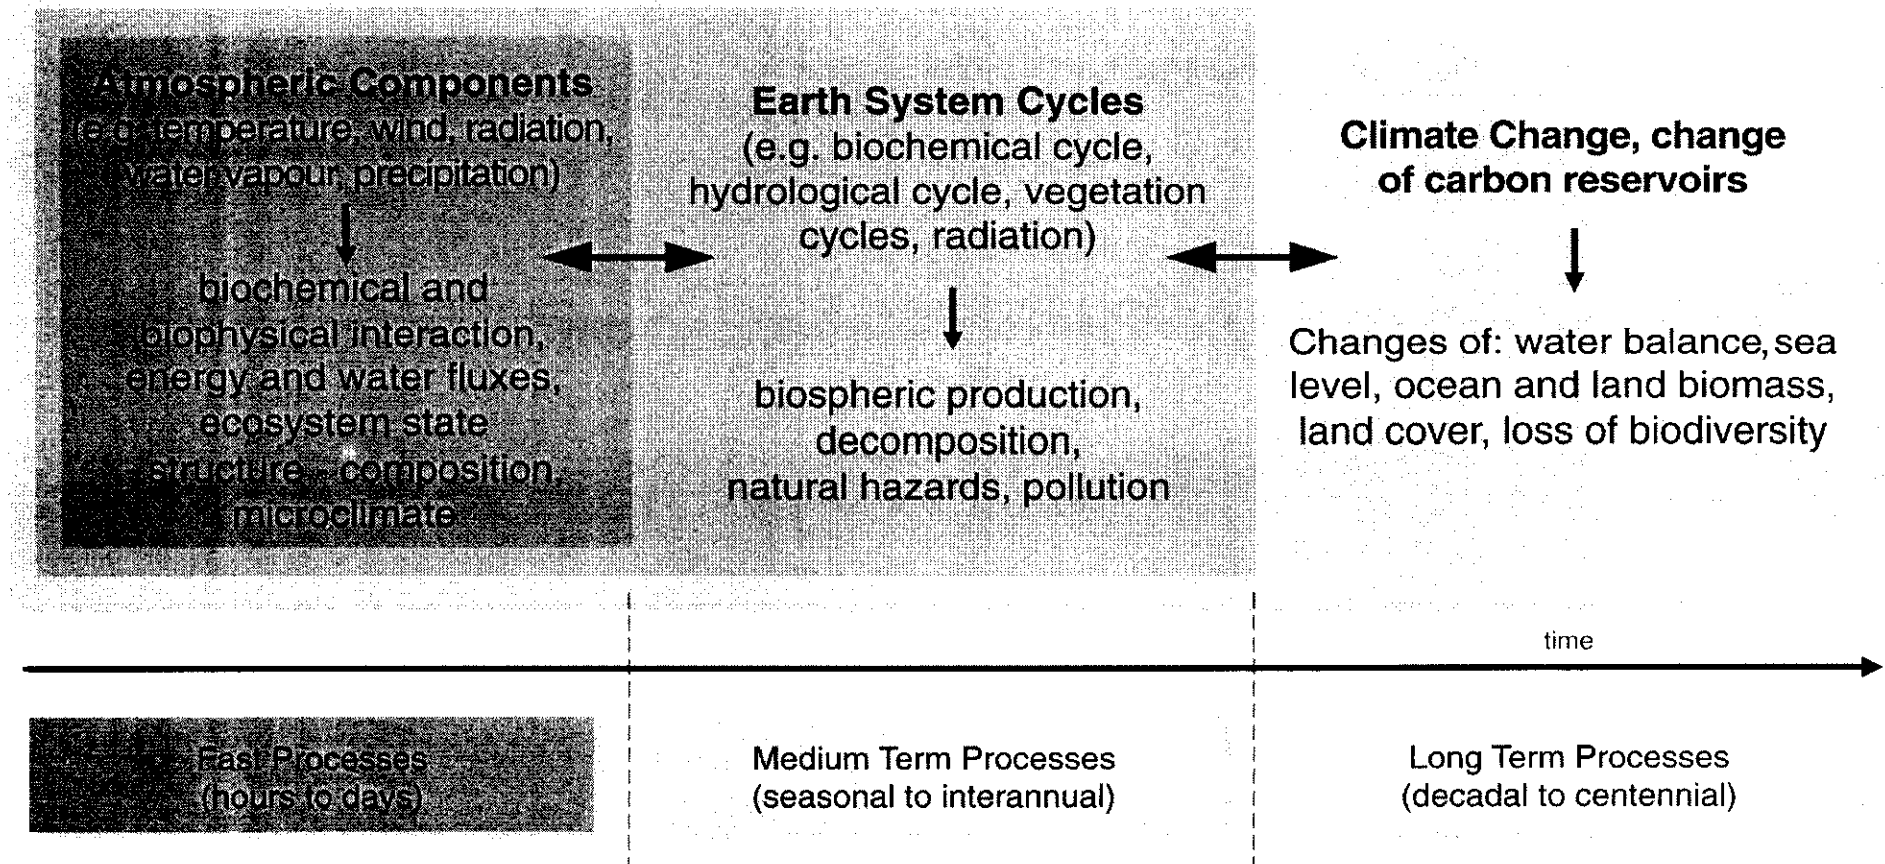 Atmospheric Components
(e.g. temperature, wind, radiation,
water vapour, precipitation)
biochemical and
biophysical interaction,
energy and water fluxes,
ecosystem state
structure - composition,
microclimate
Earth System Cycles
(e.g. biochemical cycle,
hydrological cycle, vegetation
cycles, radiation)
biospheric production,
decomposition,
natural hazards, pollution
Climate Change, change
of carbon reservoirs
Changes of: water balance, sea
level, ocean and land biomass,
land cover, loss of biodiversity
time
Fast Processes
(hours to days)
Medium Term Processes
(seasonal to interannual)
Long Term Processes
(decadal to centennial)